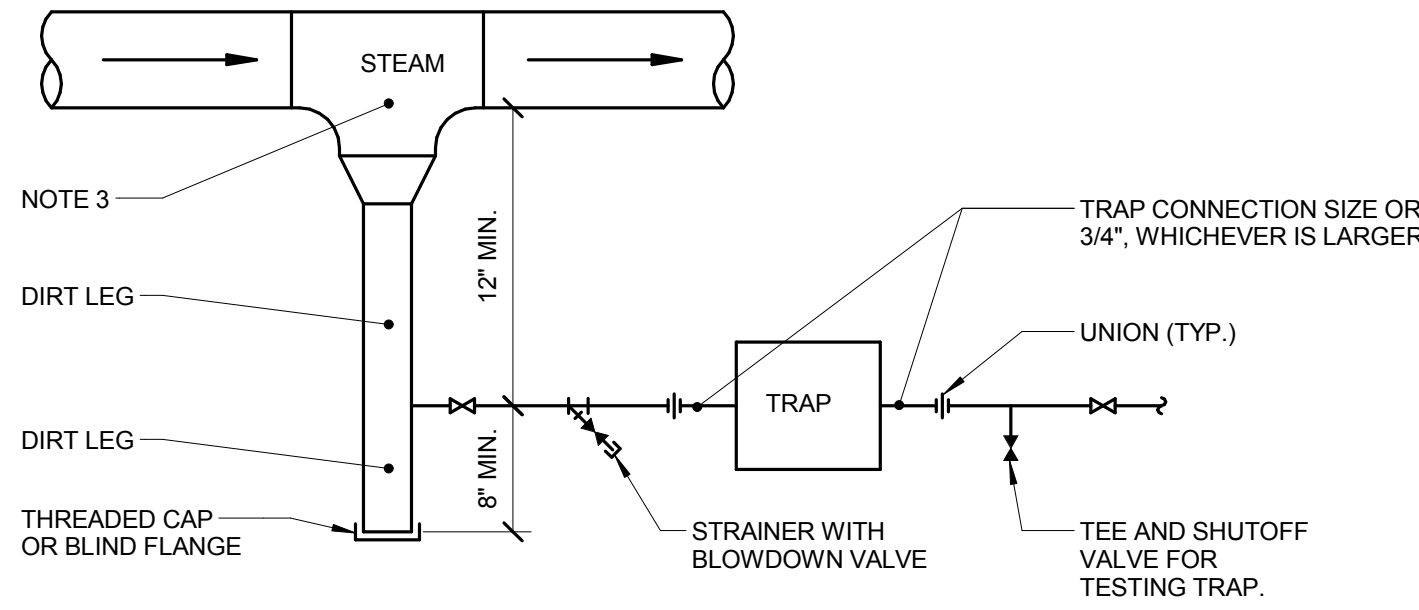 STEAM
NOTE 3
12" MIN.
TRAP CONNECTION SIZE OR
3/4", WHICHEVER IS LARGER
DIRT LEG
UNION (TYP.)
TRAP
DIRT LEG
8" MIN.
THREADED CAP
OR BLIND FLANGE
STRAINER WITH
BLOWDOWN VALVE
TEE AND SHUTOFF
VALVE FOR
TESTING TRAP.